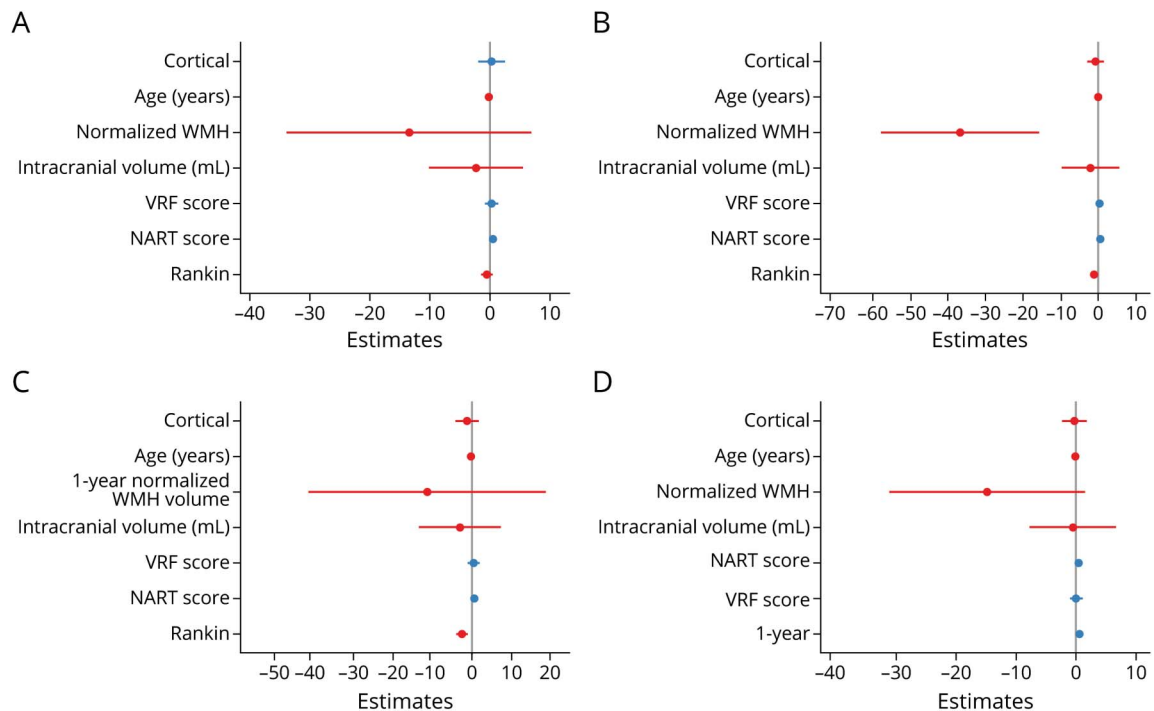 A
Cortical
Age (years)
Normalized WMH
Intracranial volume (mL)
VRF score
NART score
Rankin
–40 –30 –20 –10 0 10
Estimates
B
Cortical
Age (years)
Normalized WMH
Intracranial volume (mL)
VRF score
NART score
Rankin
–70 –60 –50 –40 –30 –20 –10 0 10
Estimates
C
Cortical
Age (years)
1-year normalized
WMH volume
Intracranial volume (mL)
VRF score
NART score
Rankin
–50 –40 –30 –20 –10 0 10 20
Estimates
D
Cortical
Age (years)
Normalized WMH
Intracranial volume (mL)
NART score
VRF score
1-year
–40 –30 –20 –10 0 10
Estimates